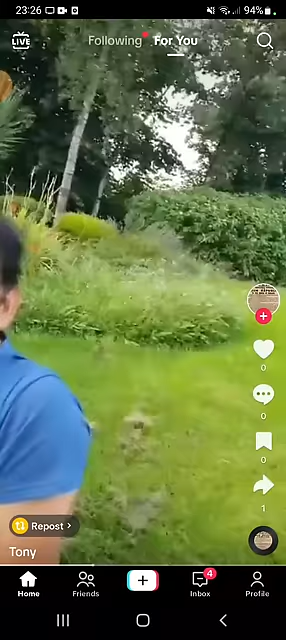 23:26
94%
LIVE
Following
For You
0
0
0
1
Repost >
Tony
Home
Friends
4
Inbox
Profile